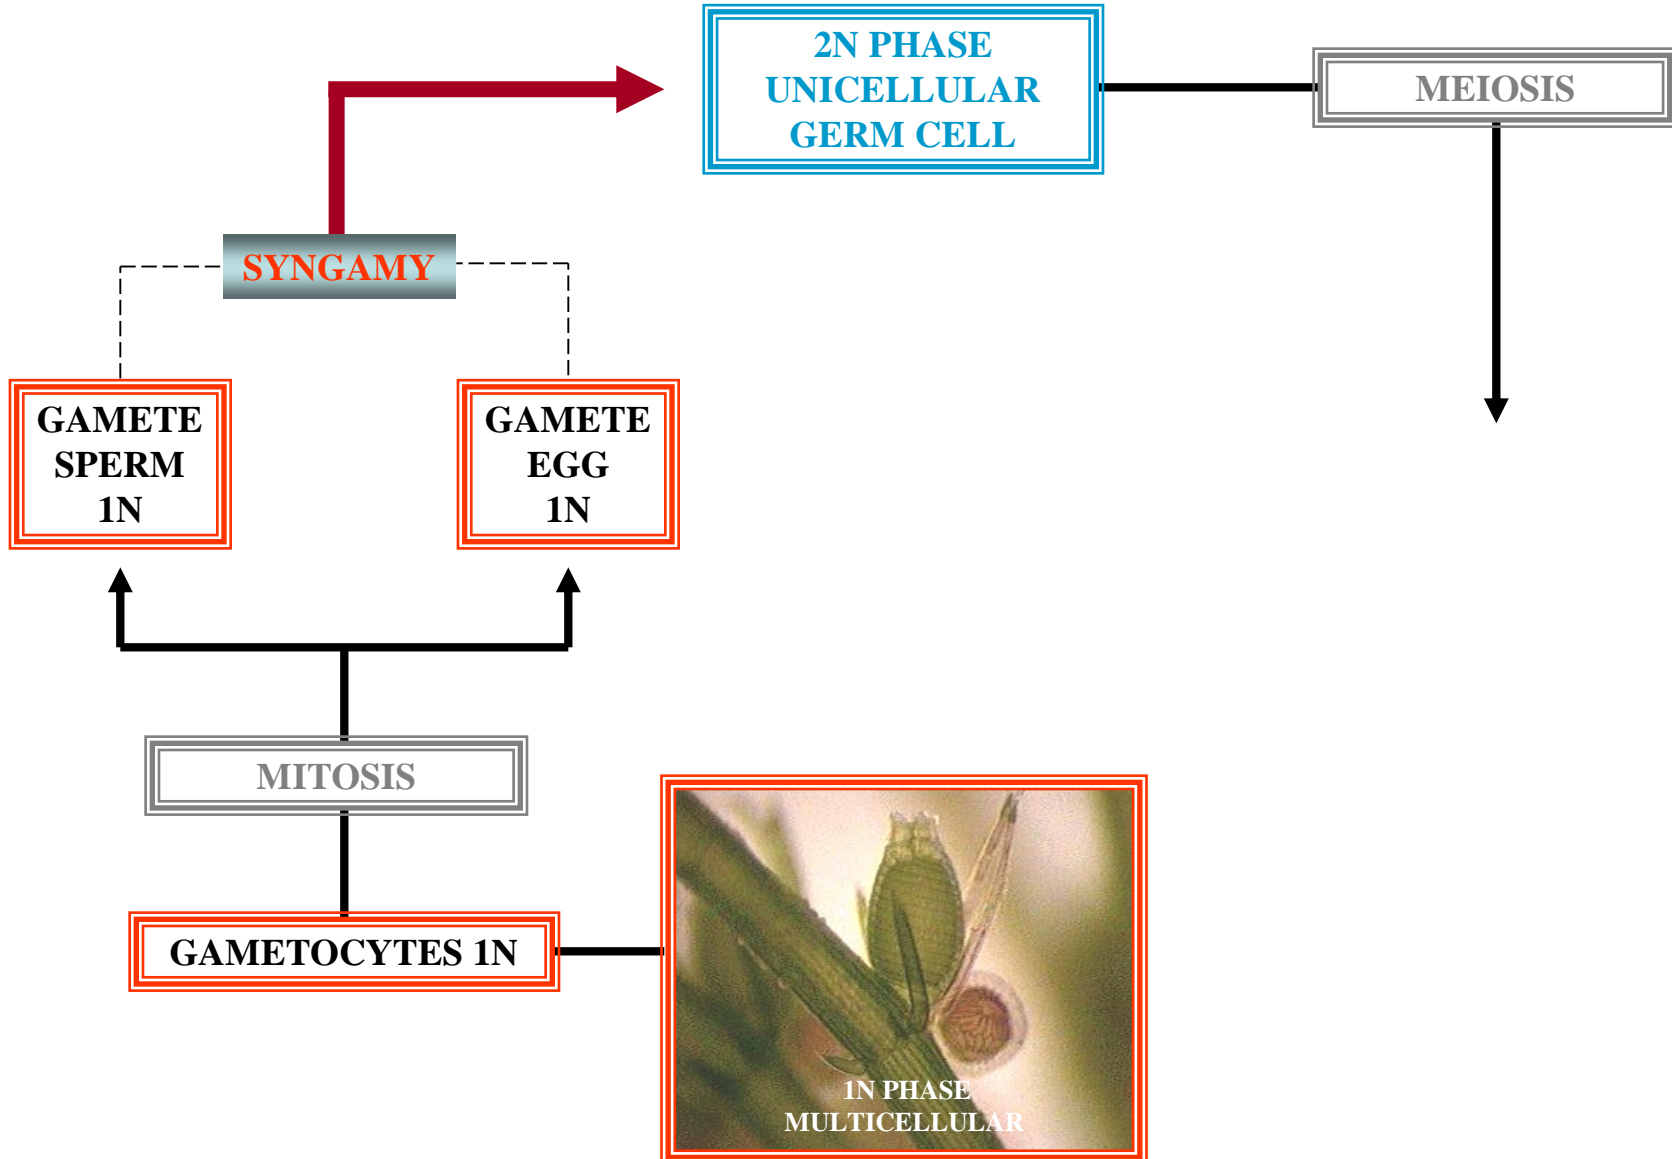 2N PHASE
UNICELLULAR
GERM CELL
MEIOSIS
SYNGAMY
GAMETE
SPERM
1N
GAMETE
EGG
1N
MITOSIS
GAMETOCYTES 1N
1N PHASE
MULTICELLULAR